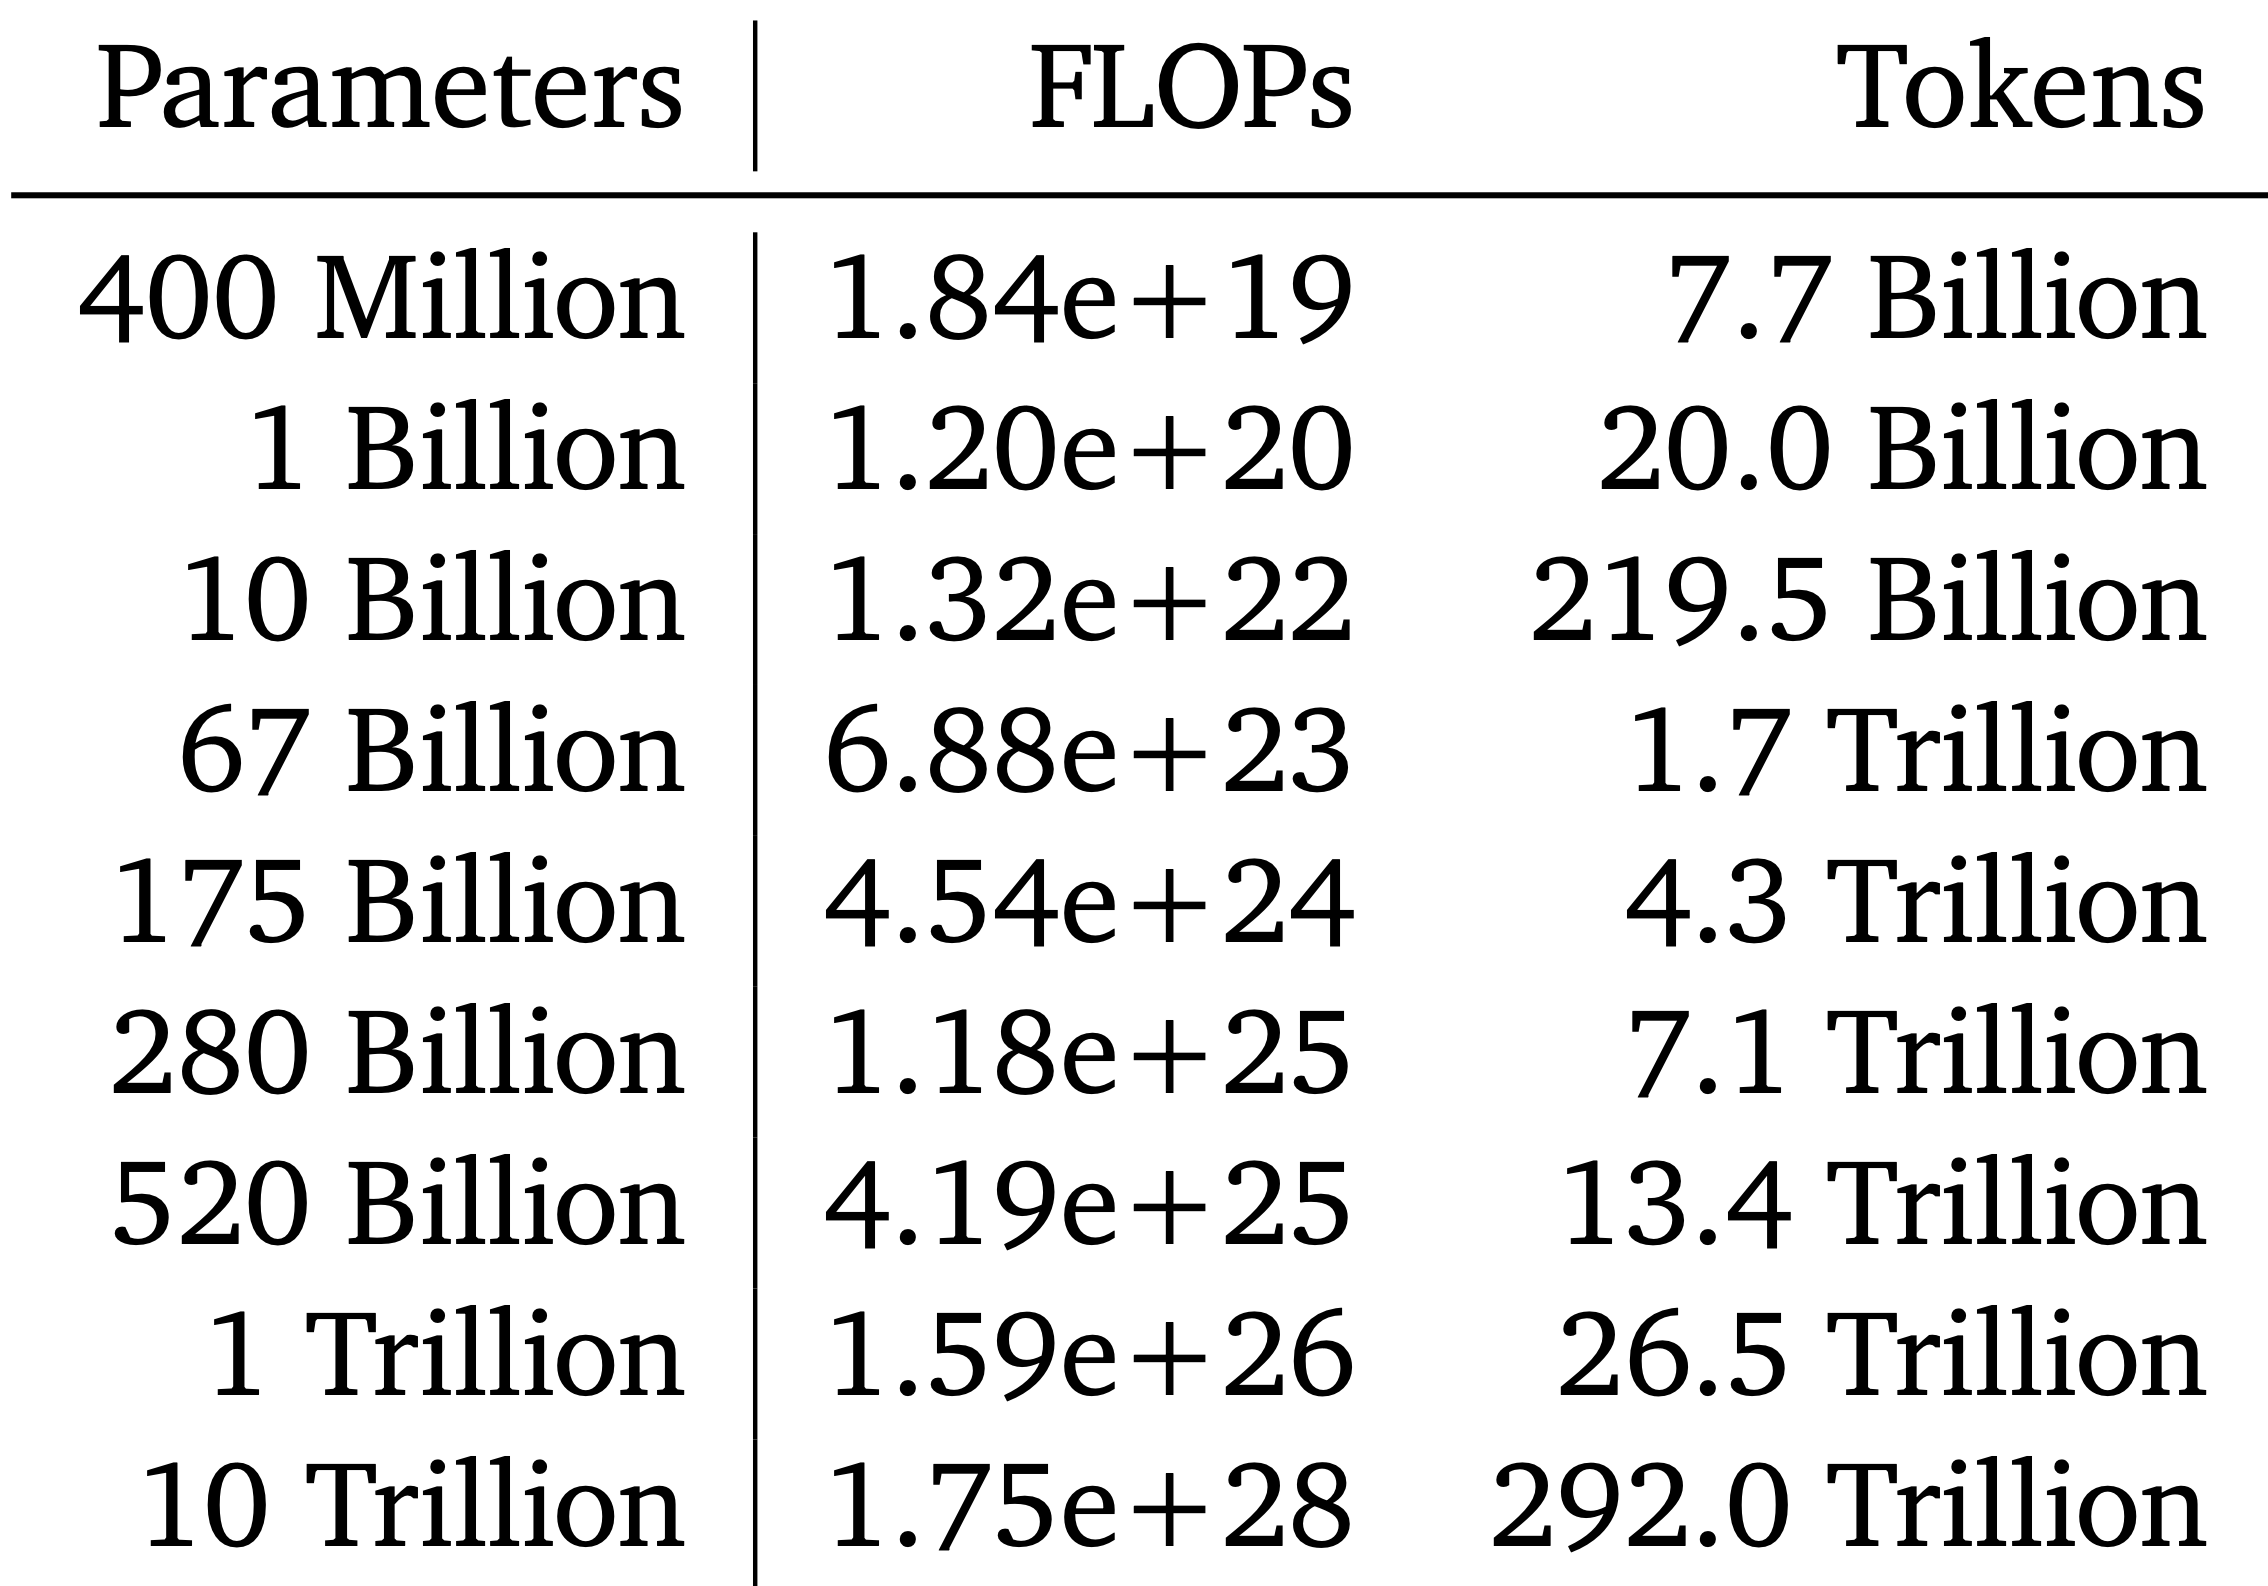 Parameters FLOPs Tokens
400 Million 1.84e+19 7.7 Billion
1 Billion 1.20e+20 20.0 Billion
10 Billion 1.32e+22 219.5 Billion
67 Billion 6.88e+23 1.7 Trillion
175 Billion 4.54e+24 4.3 Trillion
280 Billion 1.18e+25 7.1 Trillion
520 Billion 4.19e+25 13.4 Trillion
1 Trillion 1.59e+26 26.5 Trillion
10 Trillion 1.75e+28 292.0 Trillion